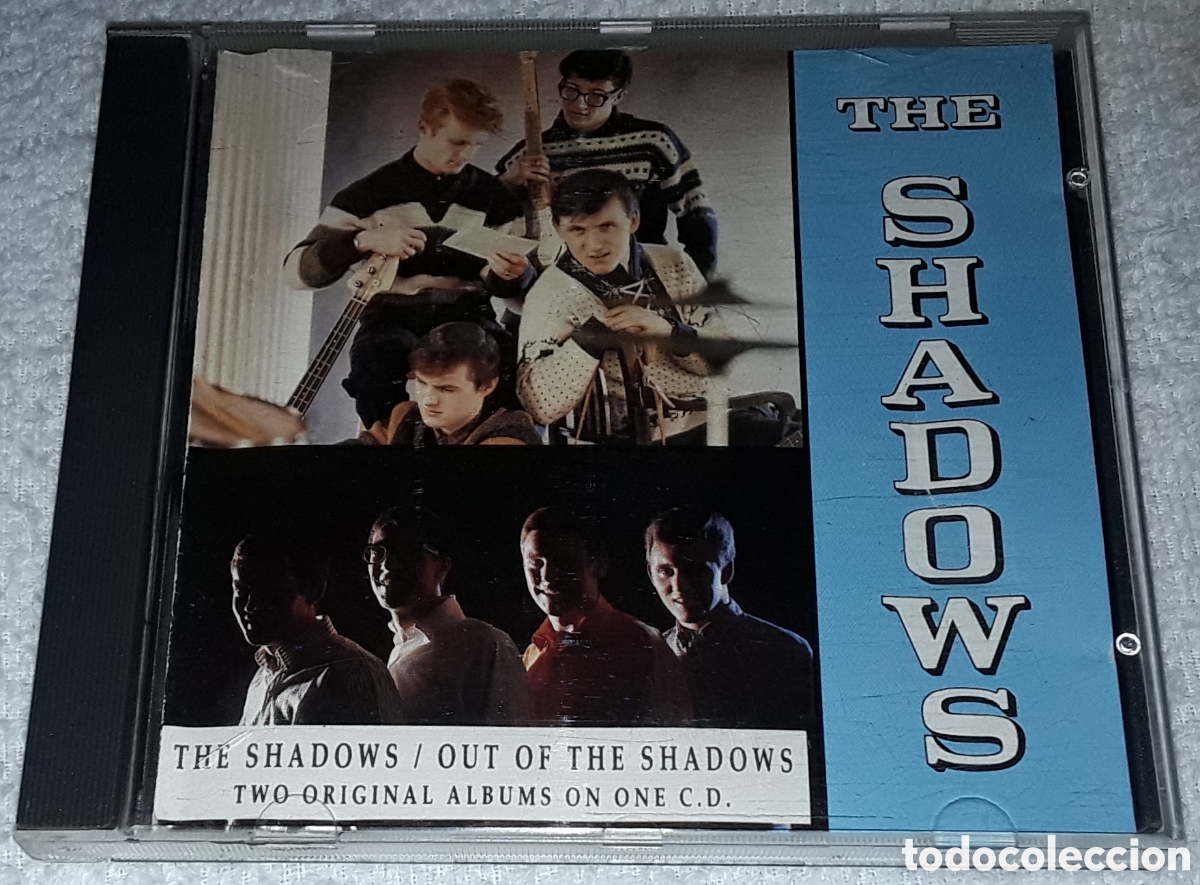 THE
SHADOWS
THE SHADOWS / OUT OF THE SHADOWS
TWO ORIGINAL ALBUMS ON ONE C.D.
todocoleccion